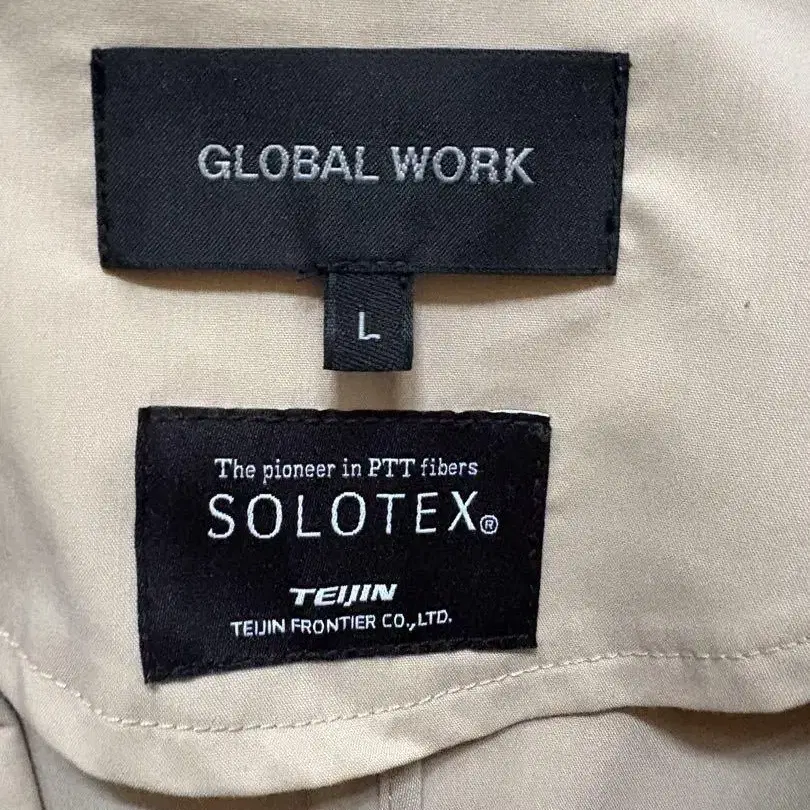 GLOBAL WORK
L
The pioneer in PTT fibers
SOLOTEX®
TEIJIN
TEIJIN FRONTIER CO.,LTD.